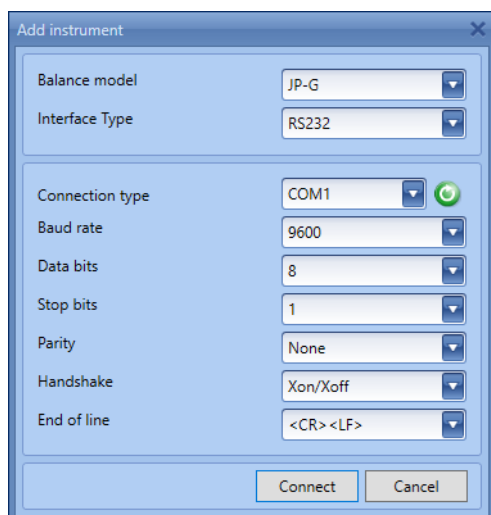 Add instrument
Balance model JP-G
Interface Type RS232
Connection type COM1
Baud rate 9600
Data bits 8
Stop bits 1
Parity None
Handshake Xon/Xoff
End of line <CR><LF>
Connect Cancel